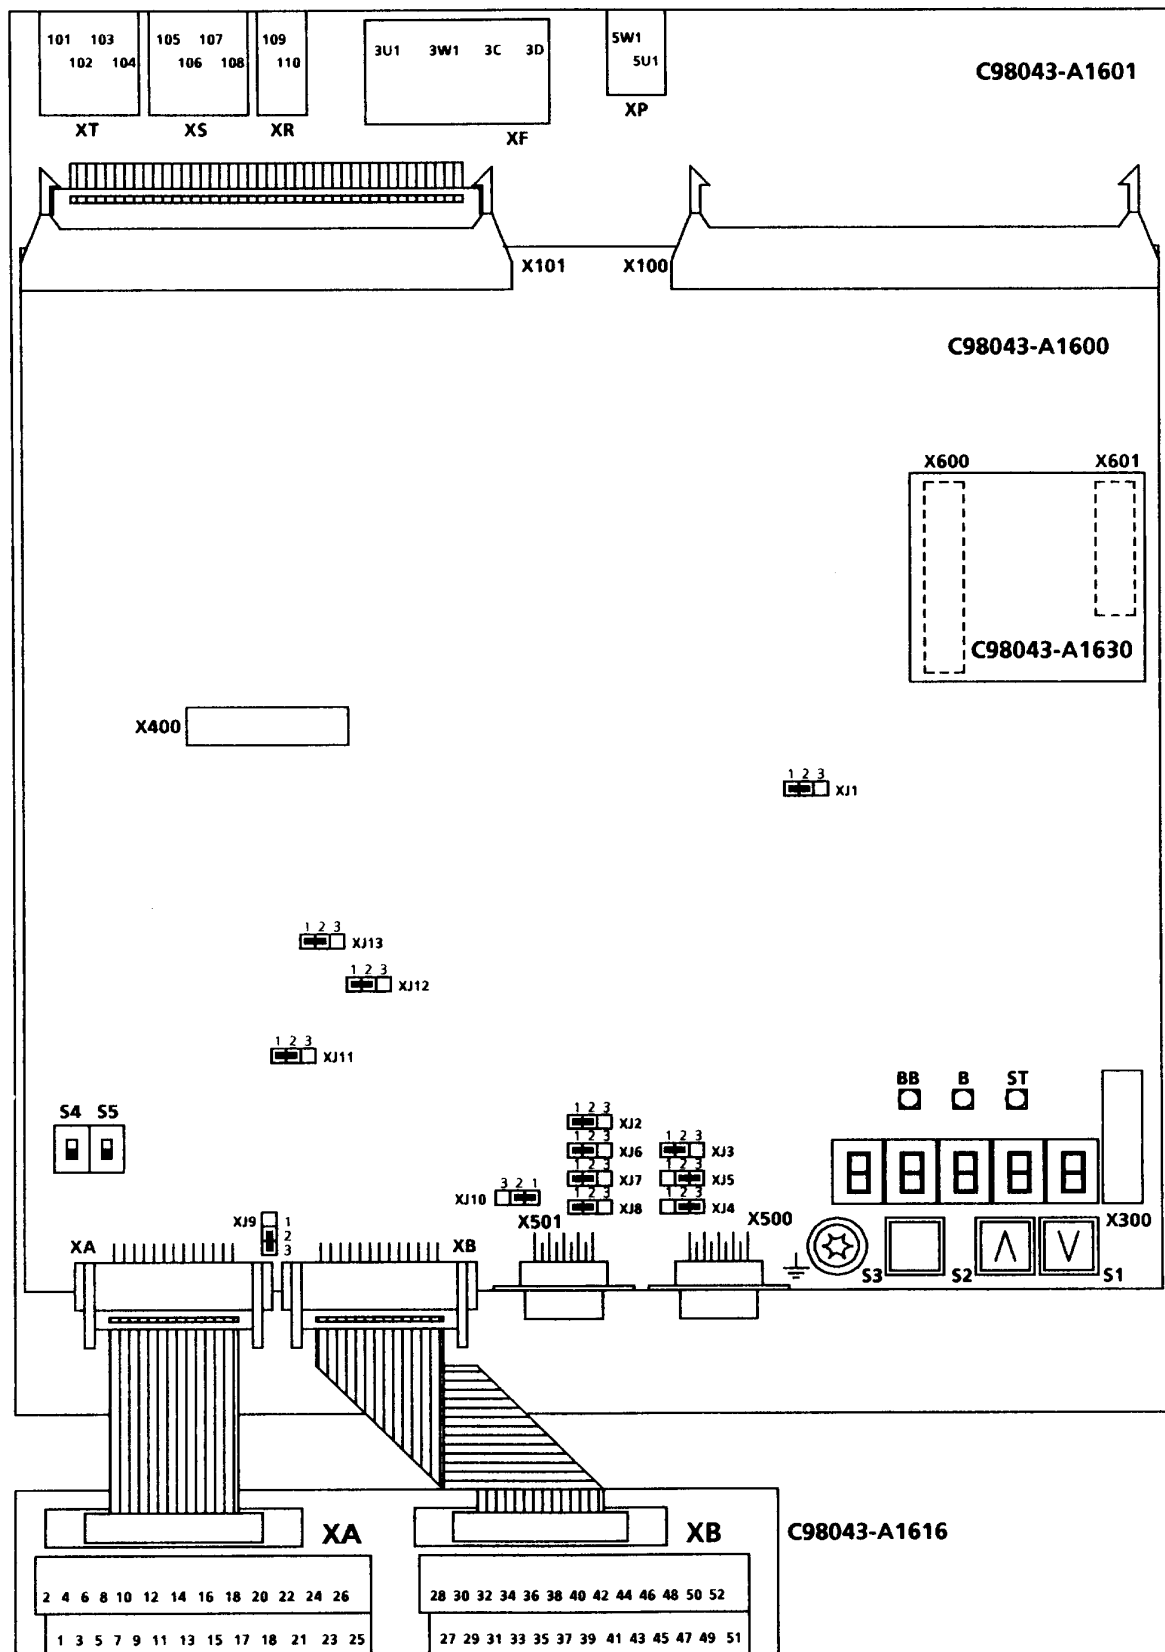 101 103
102 104
105 107
106 108
109
110
3U1 3W1 3C 3D
5W1
5U1
C98043-A1601
XT
XS
XR
XF
XP
X101
X100
C98043-A1600
X600
X601
C98043-A1630
X400
1 2 3
XJ1
1 2 3
XJ13
1 2 3
XJ12
1 2 3
XJ11
BB
B
ST
S4 S5
1 2 3
XJ2
1 2 3
XJ6
1 2 3
XJ3
1 2 3
XJ7
1 2 3
XJ5
3 2 1
XJ10
1 2 3
XJ8
1 2 3
XJ4
XJ9
1
2
3
X501
X500
X300
XA
XB
S3
S2
S1
XA
XB
C98043-A1616
2 4 6 8 10 12 14 16 18 20 22 24 26
28 30 32 34 36 38 40 42 44 46 48 50 52
1 3 5 7 9 11 13 15 17 18 21 23 25
27 29 31 33 35 37 39 41 43 45 47 49 51